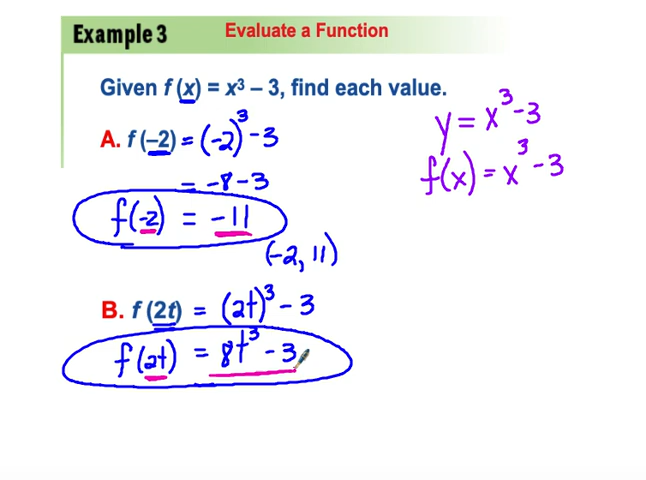 Example 3 Evaluate a Function
Given f (x) = x³ – 3, find each value.
y = x³ - 3
A. f (–2) = (-2)³ - 3
f(x) = x³ - 3
= -8 - 3
f(-2) = -11
(-2, 11)
B. f (2t) = (2t)³ - 3
f(2t) = 8t³ - 3